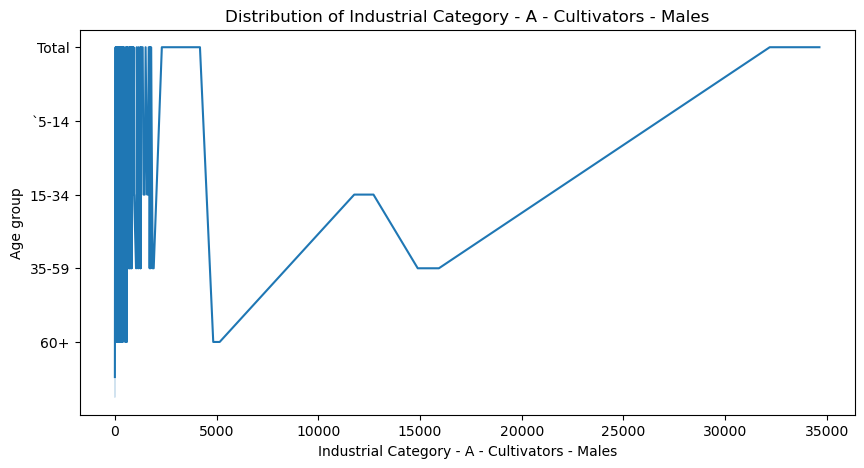 Distribution of Industrial Category - A - Cultivators - Males
Total
`5-14
15-34
35-59
60+
Age group
0 5000 10000 15000 20000 25000 30000 35000
Industrial Category - A - Cultivators - Males